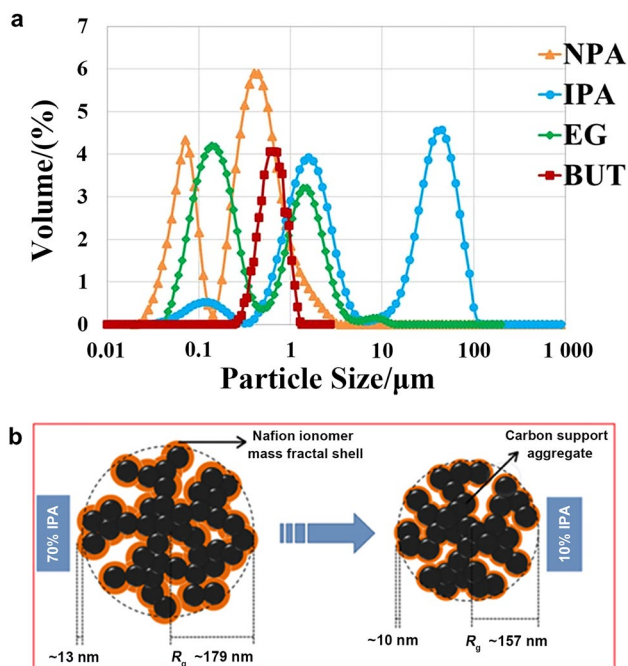 a
7
6
5
4
3
2
1
0
Volume/(%)
NPA
IPA
EG
BUT
0.01 0.1 1 10 100 1 000
Particle Size/μm
b
Nafion ionomer
mass fractal shell
Carbon support
aggregate
70% IPA
10% IPA
~13 nm
Rg ~179 nm
~10 nm
Rg ~157 nm